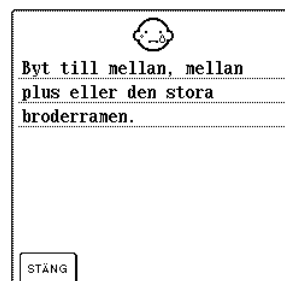 Byt till mellan, mellan
plus eller den stora
broderramen.
STÄNG